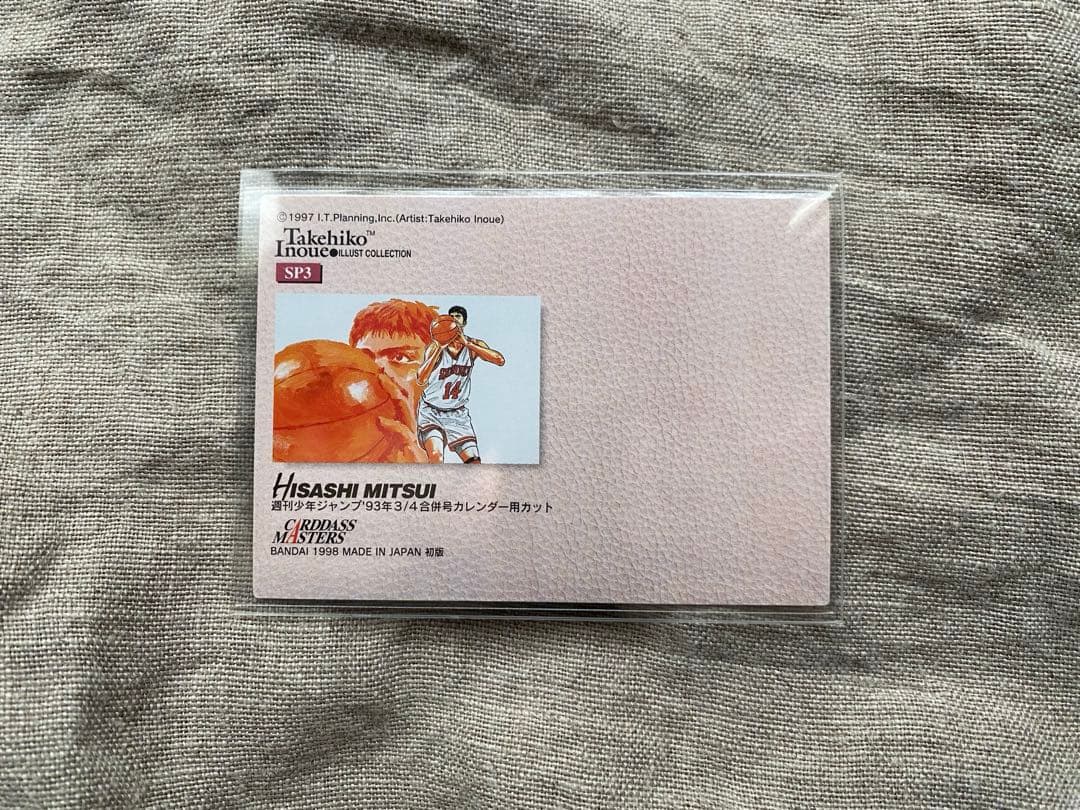 ©1997 I.T.Planning,Inc.(Artist:Takehiko Inoue)
Takehiko™
Inoue●ILLUST COLLECTION
SP3
14
HISASHI MITSUI
週刊少年ジャンプ'93年3/4合併号カレンダー用カット
CARDDASS
MASTERS
BANDAI 1998 MADE IN JAPAN 初版